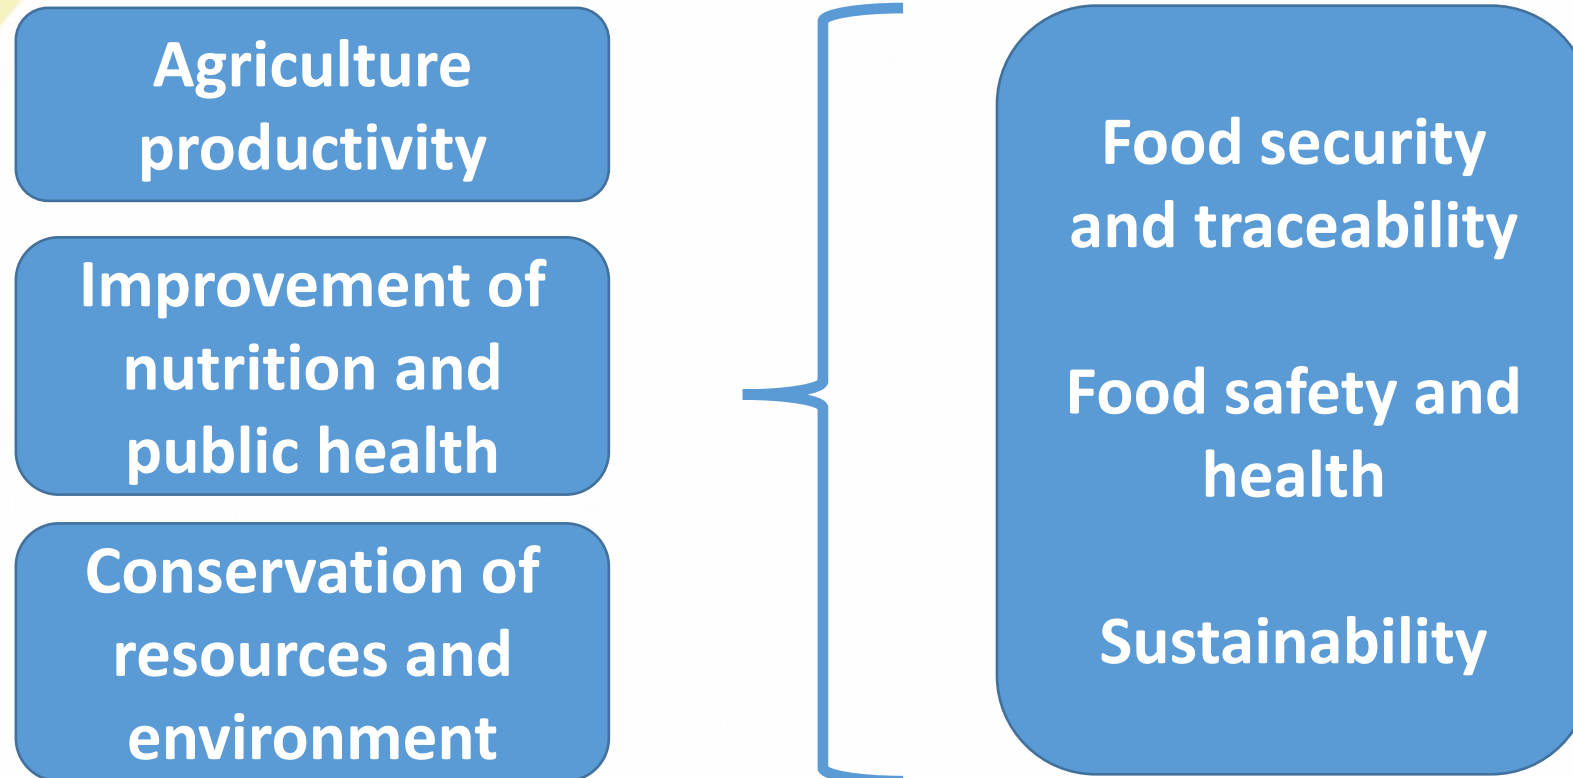 Agriculture
productivity
Improvement of
nutrition and
public health
Conservation of
resources and
environment
Food security
and traceability
Food safety and
health
Sustainability